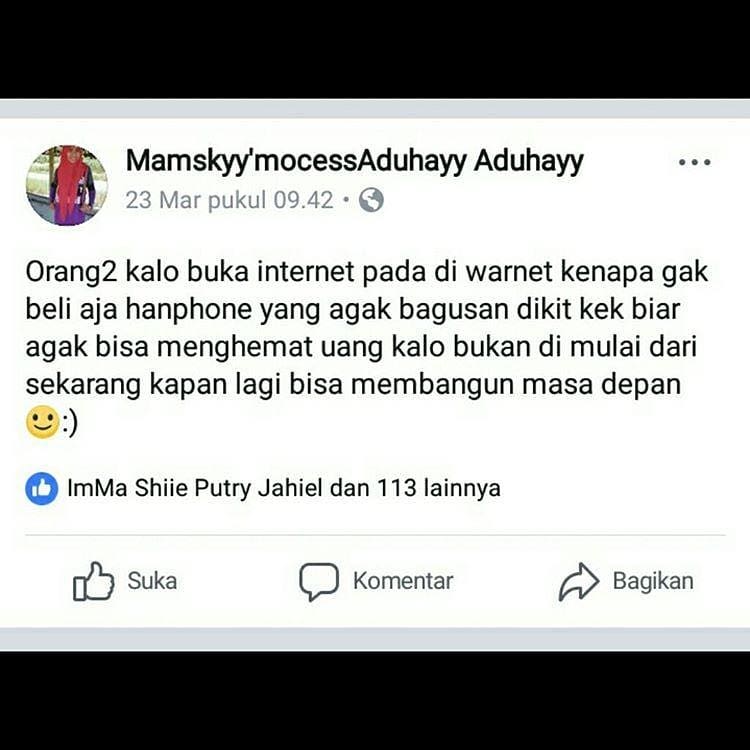 Mamskyy'mocessAduhayy Aduhayy
23 Mar pukul 09.42 •
Orang2 kalo buka internet pada di warnet kenapa gak
beli aja hanphone yang agak bagusan dikit kek biar
agak bisa menghemat uang kalo bukan di mulai dari
sekarang kapan lagi bisa membangun masa depan
🙂:)
ImMa Shiie Putry Jahiel dan 113 lainnya
Suka Komentar Bagikan